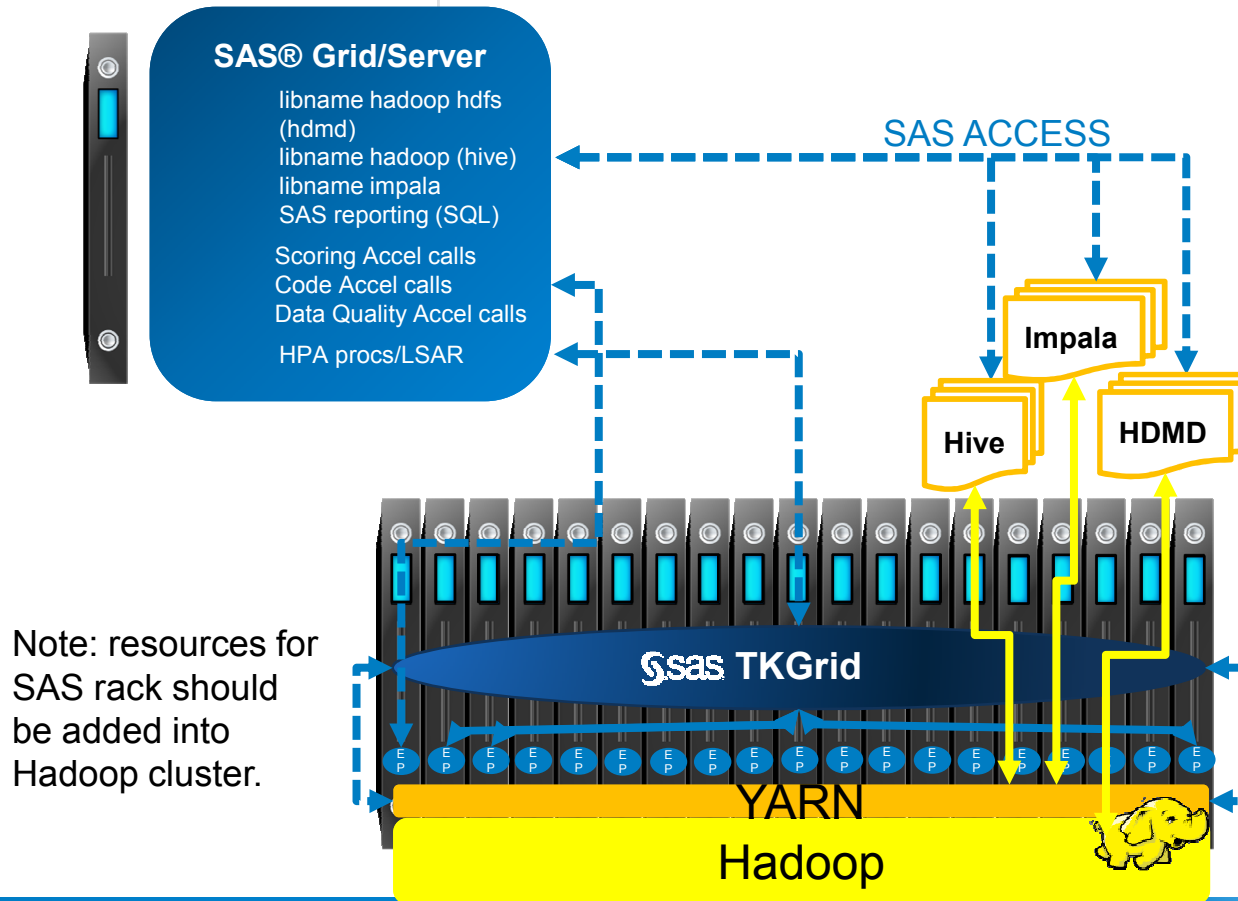 SAS® Grid/Server
libname hadoop hdfs
(hdmd)
libname hadoop (hive)
libname impala
SAS reporting (SQL)
Scoring Accel calls
Code Accel calls
Data Quality Accel calls
HPA procs/LSAR
SAS ACCESS
Impala
Hive
HDMD
Note: resources for
SAS rack should
be added into
Hadoop cluster.
sas TKGrid
E E E E E E E E E E E E E E E E E E E
P P P P P P P P P P P P P P P P P P P
YARN
Hadoop